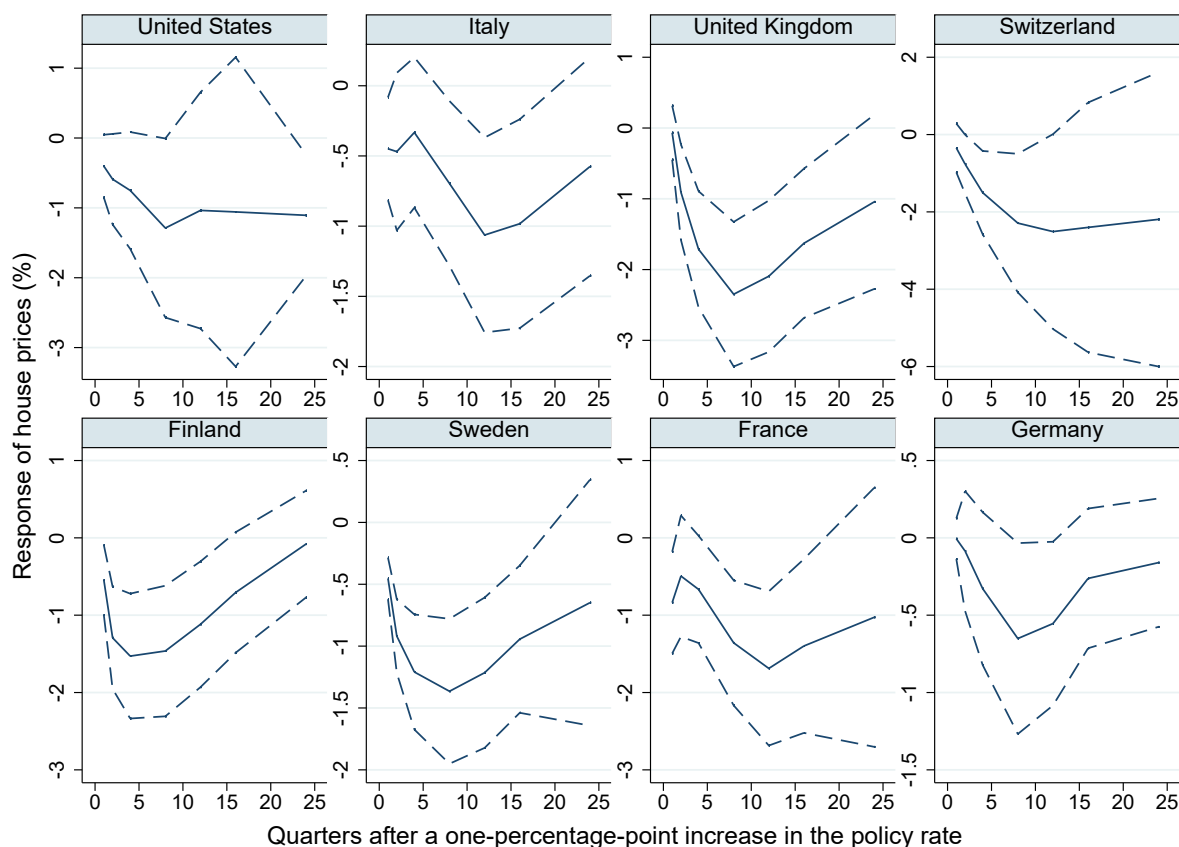 United States
Italy
United Kingdom
Switzerland
1
0
-1
-2
-3
0 5 10 15 20 25
0
-.5
-1
-1.5
-2
0 5 10 15 20 25
1
0
-1
-2
-3
0 5 10 15 20 25
2
0
-2
-4
-6
0 5 10 15 20 25
Response of house prices (%)
Finland
Sweden
France
Germany
1
0
-1
-2
-3
0 5 10 15 20 25
.5
0
-.5
-1
-1.5
-2
0 5 10 15 20 25
1
0
-1
-2
-3
0 5 10 15 20 25
.5
0
-.5
-1
-1.5
0 5 10 15 20 25
Quarters after a one-percentage-point increase in the policy rate